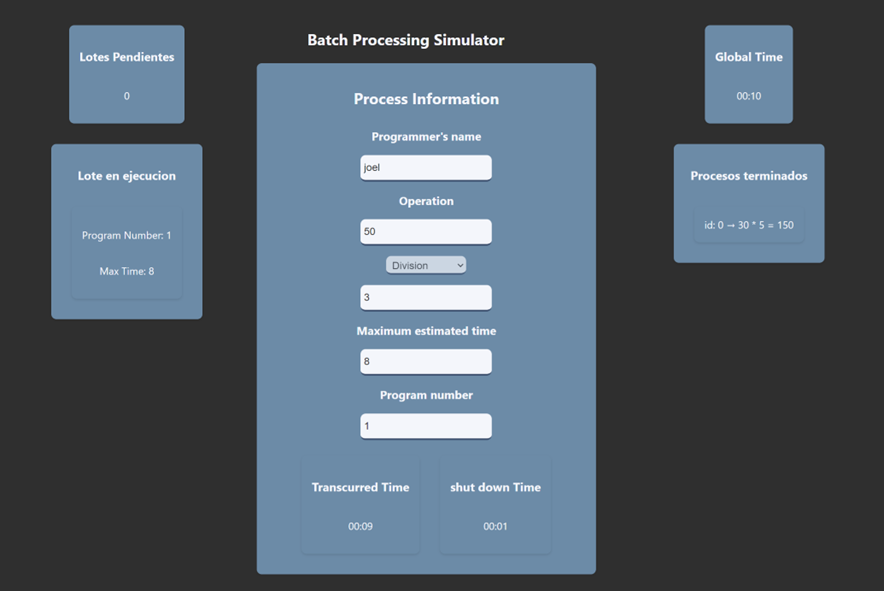 Batch Processing Simulator
Lotes Pendientes
0
Lote en ejecucion
Program Number: 1
Max Time: 8
Process Information
Programmer's name
joel
Operation
50
Division
3
Maximum estimated time
8
Program number
1
Transcurred Time
00:09
shut down Time
00:01
Global Time
00:10
Procesos terminados
id: 0 → 30 * 5 = 150